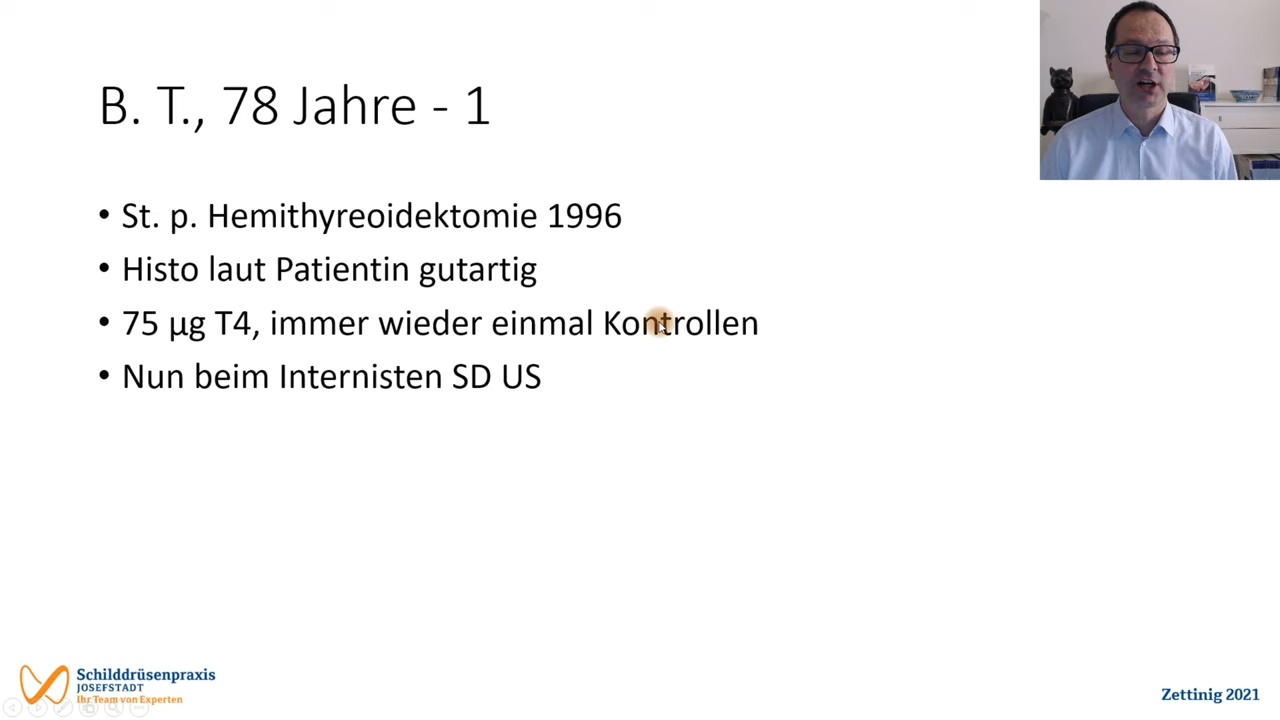 B. T., 78 Jahre - 1
• St. p. Hemithyreoidektomie 1996
• Histo laut Patientin gutartig
• 75 µg T4, immer wieder einmal Kontrollen
• Nun beim Internisten SD US
Schilddrüsenpraxis
JOSEFSTADT
Ihr Team von Experten
Zettinig 2021